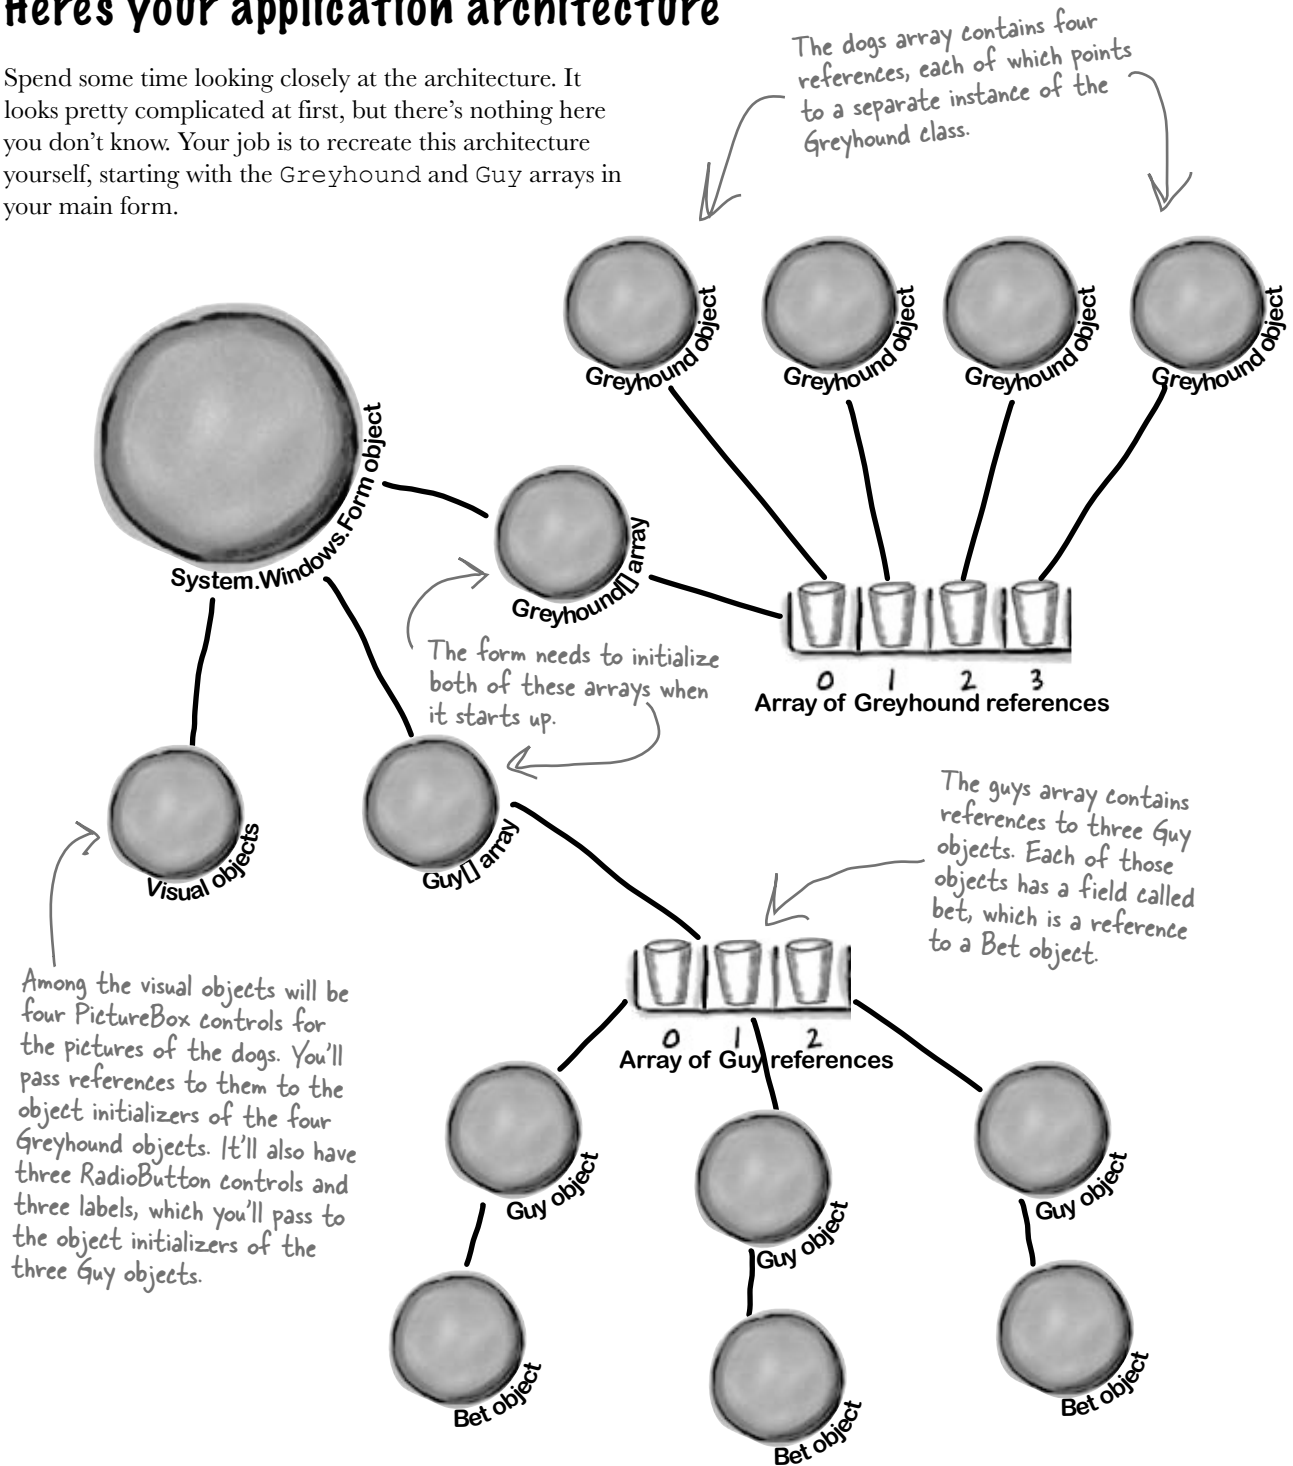 Here's your application architecture
Spend some time looking closely at the architecture. It
looks pretty complicated at first, but there's nothing here
you don't know. Your job is to recreate this architecture
yourself, starting with the Greyhound and Guy arrays in
your main form.
The dogs array contains four
references, each of which points
to a separate instance of the
Greyhound class.
Greyhound object
Greyhound object
Greyhound object
Greyhound object
System.Windows.Form object
Greyhound[] array
The form needs to initialize
both of these arrays when
it starts up.
0 1 2 3
Array of Greyhound references
Visual objects
Guy[] array
The guys array contains
references to three Guy
objects. Each of those
objects has a field called
bet, which is a reference
to a Bet object.
Among the visual objects will be
four PictureBox controls for
the pictures of the dogs. You'll
pass references to them to the
object initializers of the four
Greyhound objects. It'll also have
three RadioButton controls and
three labels, which you'll pass to
the object initializers of the
three Guy objects.
0 1 2
Array of Guy references
Guy object
Guy object
Guy object
Bet object
Bet object
Bet object